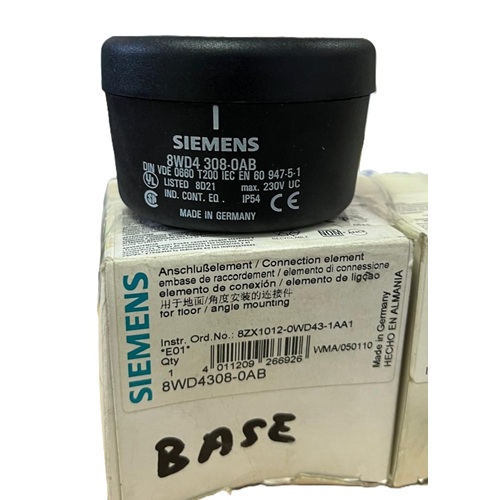 SIEMENS
8WD4 308-0AB
DIN VDE 0660 T200 IEC EN 60 947-5-1
UL LISTED 8D21 max. 230V UC
IND. CONT. EQ. IP54 CE
MADE IN GERMANY
SIEMENS
Anschlußelement / Connection element
embase de raccordement / elemento di connessione
elemento de conexión / elemento de ligação
用于地面/角度安装的连接件
for floor / angle mounting
Instr. Ord.No.: 8ZX1012-0WD43-1AA1
"E01"
Qty
1
4 011209 266926
WMA/050110
8WD4308-0AB
Made in Germany
HECHO EN ALMANIA
BASE